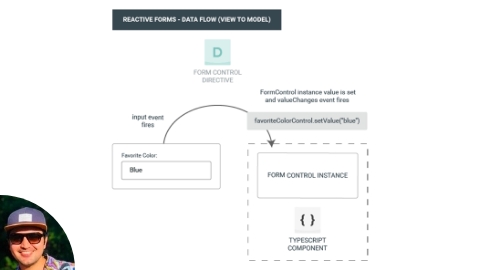 REACTIVE FORMS - DATA FLOW (VIEW TO MODEL)
D
FORM CONTROL
DIRECTIVE
FormControl instance value is set
and valueChanges event fires
input event
fires
favoriteColorControl.setValue("blue")
Favorite Color:
Blue
FORM CONTROL INSTANCE
{ }
TYPESCRIPT
COMPONENT